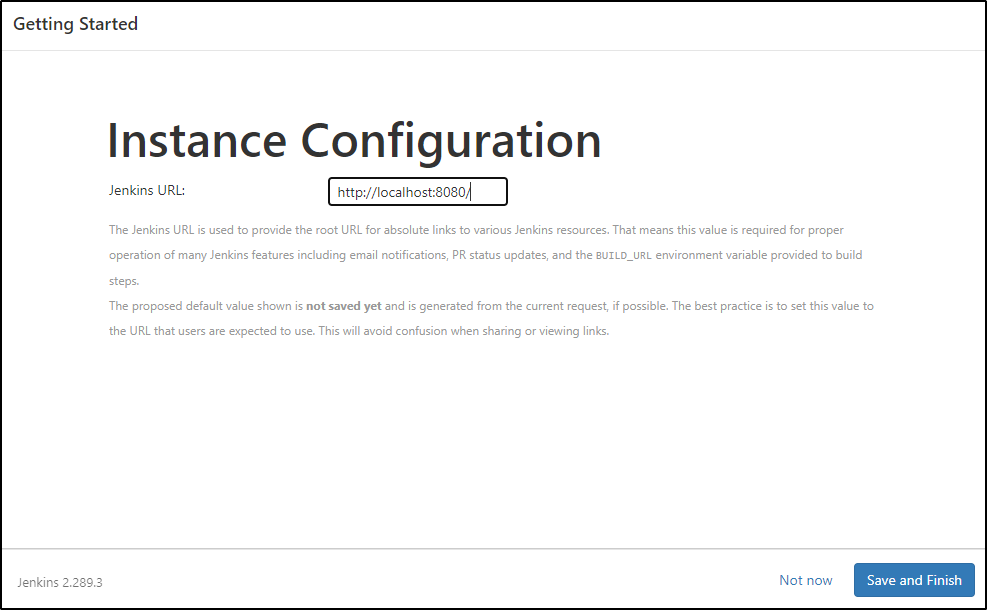 Getting Started
Instance Configuration
Jenkins URL:
http://localhost:8080/
The Jenkins URL is used to provide the root URL for absolute links to various Jenkins resources. That means this value is required for proper
operation of many Jenkins features including email notifications, PR status updates, and the BUILD_URL environment variable provided to build
steps.
The proposed default value shown is not saved yet and is generated from the current request, if possible. The best practice is to set this value to
the URL that users are expected to use. This will avoid confusion when sharing or viewing links.
Jenkins 2.289.3
Not now
Save and Finish